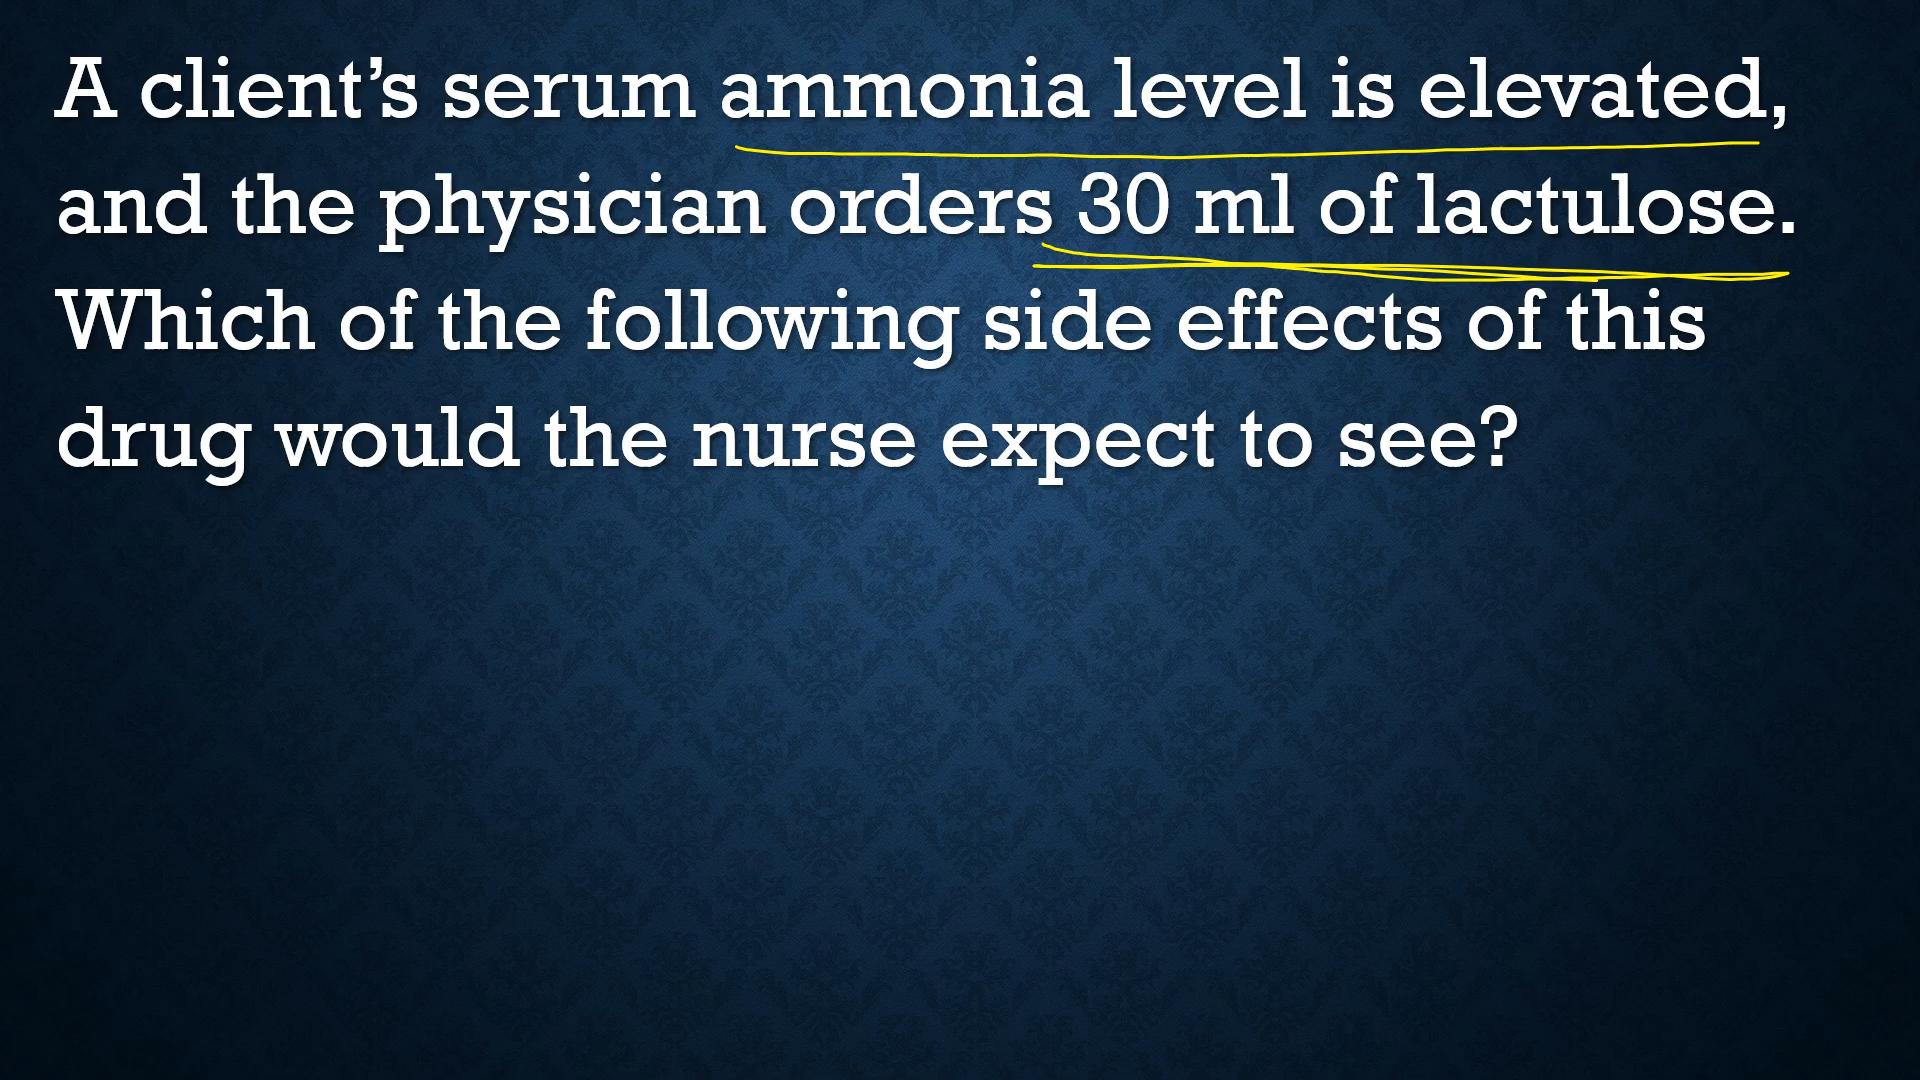 A client’s serum ammonia level is elevated,
and the physician orders 30 ml of lactulose.
Which of the following side effects of this
drug would the nurse expect to see?